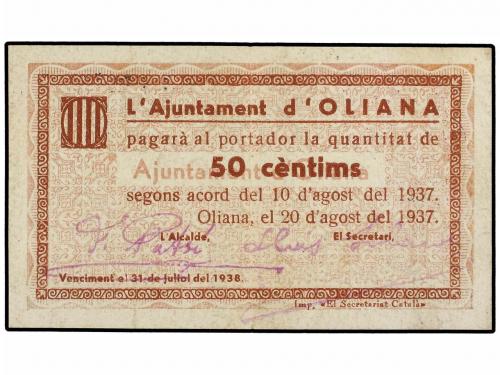 L'Ajuntament d'OLIANA
pagarà al portador la quantitat de
50 cèntims
segons acord del 10 d'agost del 1937.
Oliana, el 20 d'agost del 1937.
L'Alcalde, El Secretari,
Venciment el 31 de juliol del 1938.
Imp. «El Secretariat Català»